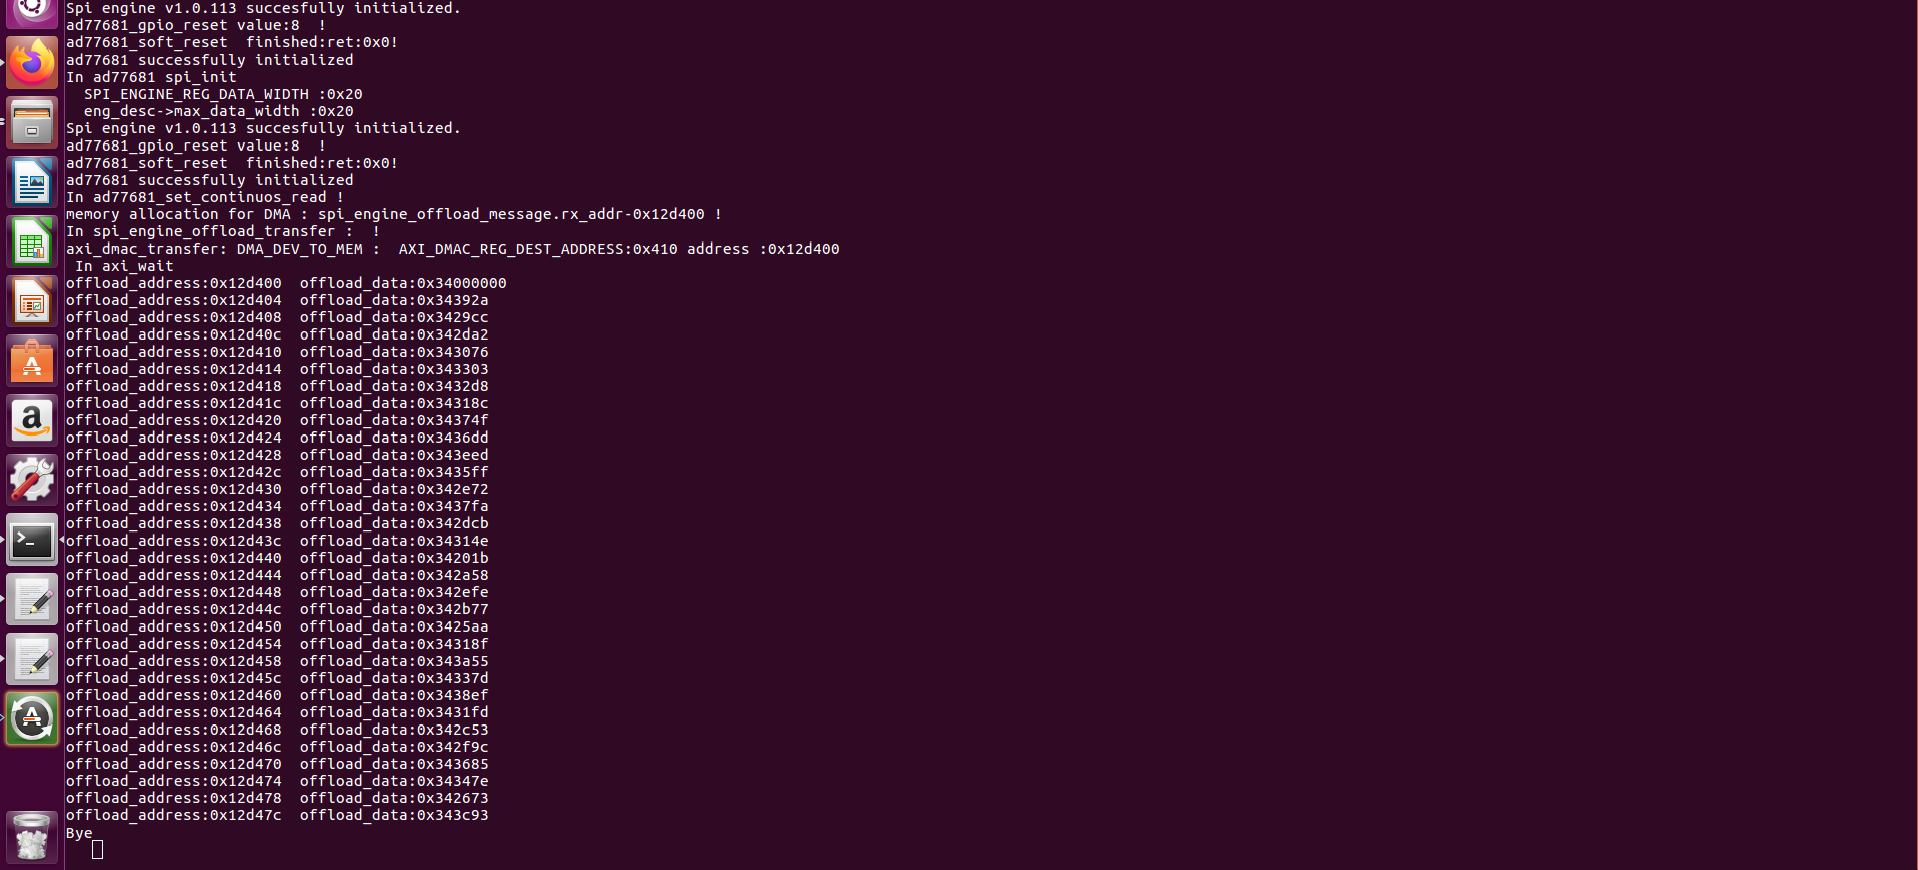 Spi engine v1.0.113 succesfully initialized.
ad77681_gpio_reset value:8  !
ad77681_soft_reset  finished:ret:0x0!
ad77681 successfully initialized
In ad77681 spi_init
  SPI_ENGINE_REG_DATA_WIDTH :0x20
  eng_desc->max_data_width :0x20
Spi engine v1.0.113 succesfully initialized.
ad77681_gpio_reset value:8  !
ad77681_soft_reset  finished:ret:0x0!
ad77681 successfully initialized
In ad77681_set_continuos_read !
memory allocation for DMA : spi_engine_offload_message.rx_addr-0x12d400 !
In spi_engine_offload_transfer :  !
axi_dmac_transfer: DMA_DEV_TO_MEM :  AXI_DMAC_REG_DEST_ADDRESS:0x410 address :0x12d400
 In axi_wait
offload_address:0x12d400  offload_data:0x34000000
offload_address:0x12d404  offload_data:0x34392a
offload_address:0x12d408  offload_data:0x3429cc
offload_address:0x12d40c  offload_data:0x342da2
offload_address:0x12d410  offload_data:0x343076
offload_address:0x12d414  offload_data:0x343303
offload_address:0x12d418  offload_data:0x3432d8
offload_address:0x12d41c  offload_data:0x34318c
offload_address:0x12d420  offload_data:0x34374f
offload_address:0x12d424  offload_data:0x3436dd
offload_address:0x12d428  offload_data:0x343eed
offload_address:0x12d42c  offload_data:0x3435ff
offload_address:0x12d430  offload_data:0x342e72
offload_address:0x12d434  offload_data:0x3437fa
offload_address:0x12d438  offload_data:0x342dcb
offload_address:0x12d43c  offload_data:0x34314e
offload_address:0x12d440  offload_data:0x34201b
offload_address:0x12d444  offload_data:0x342a58
offload_address:0x12d448  offload_data:0x342efe
offload_address:0x12d44c  offload_data:0x342b77
offload_address:0x12d450  offload_data:0x3425aa
offload_address:0x12d454  offload_data:0x34318f
offload_address:0x12d458  offload_data:0x343a55
offload_address:0x12d45c  offload_data:0x34337d
offload_address:0x12d460  offload_data:0x3438ef
offload_address:0x12d464  offload_data:0x3431fd
offload_address:0x12d468  offload_data:0x342c53
offload_address:0x12d46c  offload_data:0x342f9c
offload_address:0x12d470  offload_data:0x343685
offload_address:0x12d474  offload_data:0x34347e
offload_address:0x12d478  offload_data:0x342673
offload_address:0x12d47c  offload_data:0x343c93
Bye